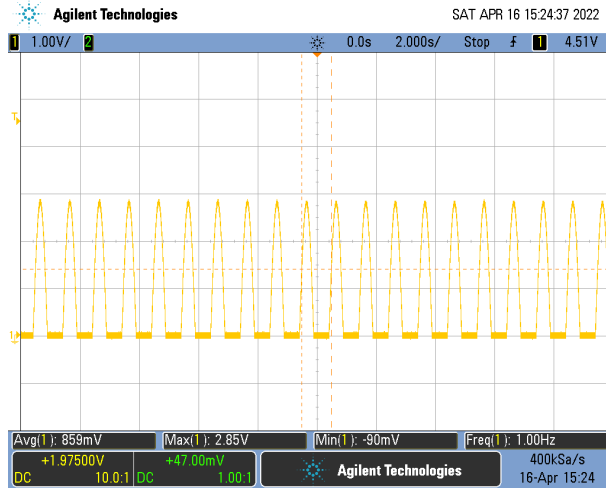 Agilent Technologies SAT APR 16 15:24:37 2022
1 1.00V/ 2 0.0s 2.000s/ Stop 1 4.51V
T
1
Avg(1): 859mV Max(1): 2.85V Min(1): -90mV Freq(1): 1.00Hz
+1.97500V +47.00mV Agilent Technologies 400kSa/s
DC 10.0:1 DC 1.00:1 16-Apr 15:24